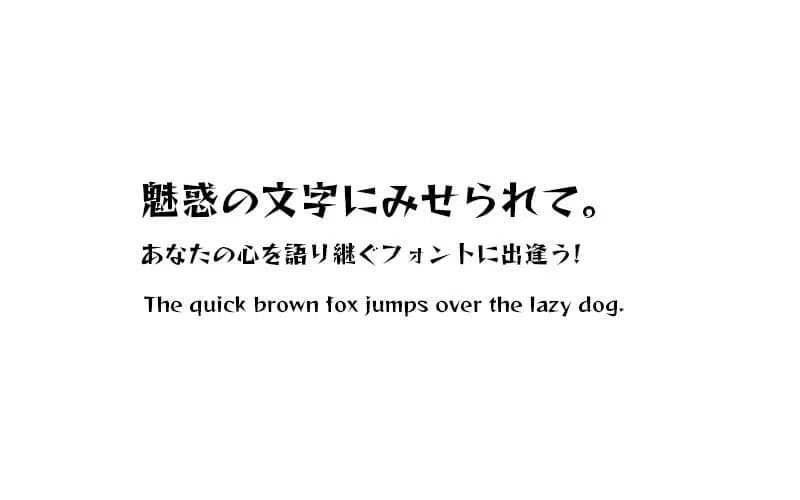 魅惑の文字にみせられて。
あなたの心を語り継ぐフォントに出逢う!
The quick brown fox jumps over the lazy dog.